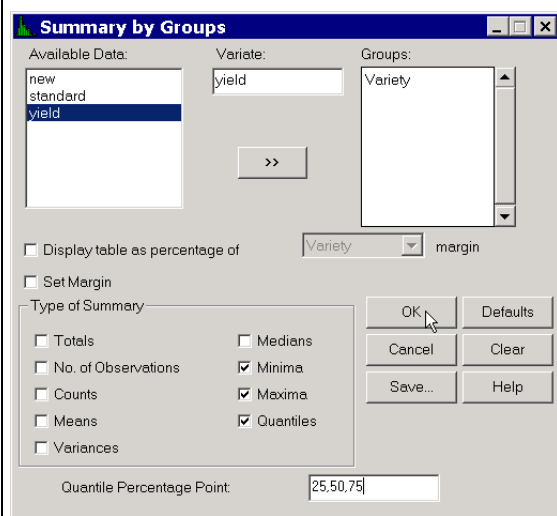 Summary by Groups
Available Data:
Variate:
Groups:
new
standard
yield
yield
Variety
>>
Display table as percentage of
Variety
margin
Set Margin
Type of Summary
Totals
No. of Observations
Counts
Means
Variances
Medians
Minima
Maxima
Quantiles
OK
Defaults
Cancel
Clear
Save...
Help
Quantile Percentage Point:
25,50,75